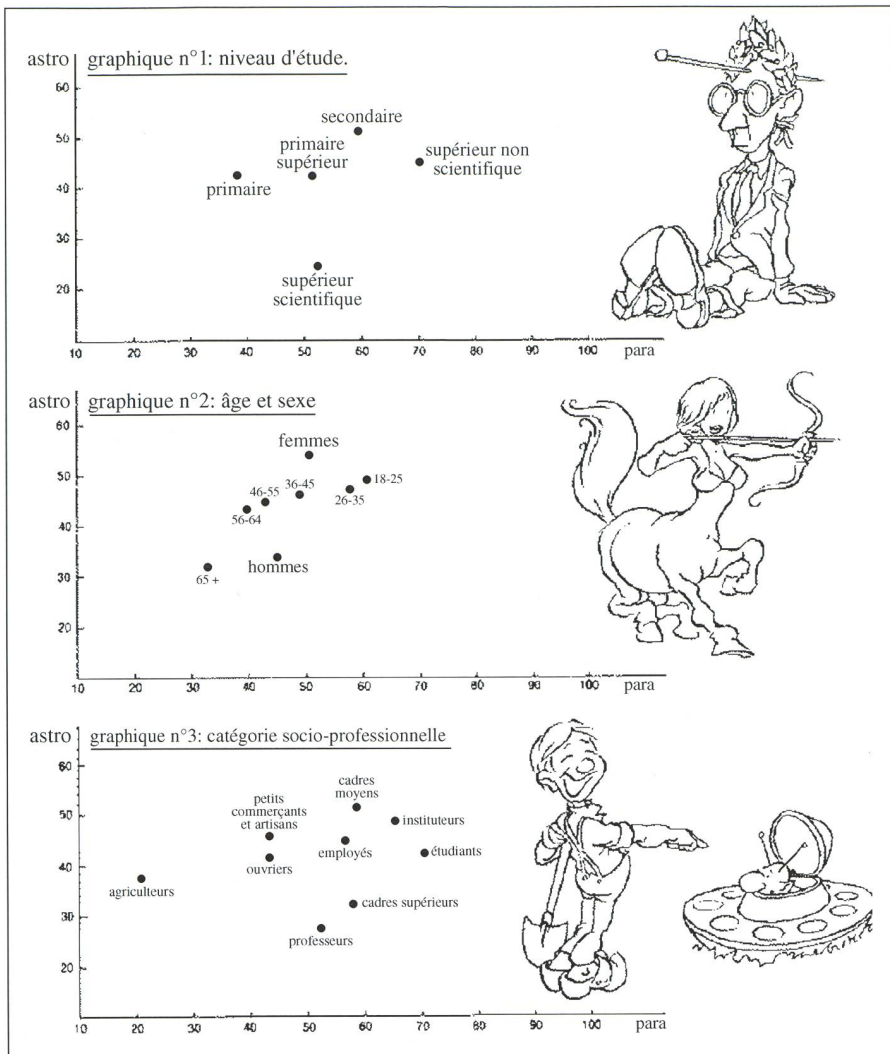 astro graphique n°1: niveau d'étude.
60
secondaire
50
primaire
supérieur
supérieur non
scientifique
primaire
40
30
supérieur
scientifique
20
10 20 30 40 50 60 70 80 90 100 para
astro graphique n°2: âge et sexe
60
femmes
50
46-55
36-45
18-25
26-35
56-64
40
hommes
65 +
30
20
10 20 30 40 50 60 70 80 90 100 para
astro graphique n°3: catégorie socio-professionnelle
60
cadres
moyens
petits
commerçants
et artisans
50
instituteurs
employés
étudiants
ouvriers
40
agriculteurs
cadres supérieurs
30
professeurs
20
10 20 30 40 50 60 70 80 90 100 para